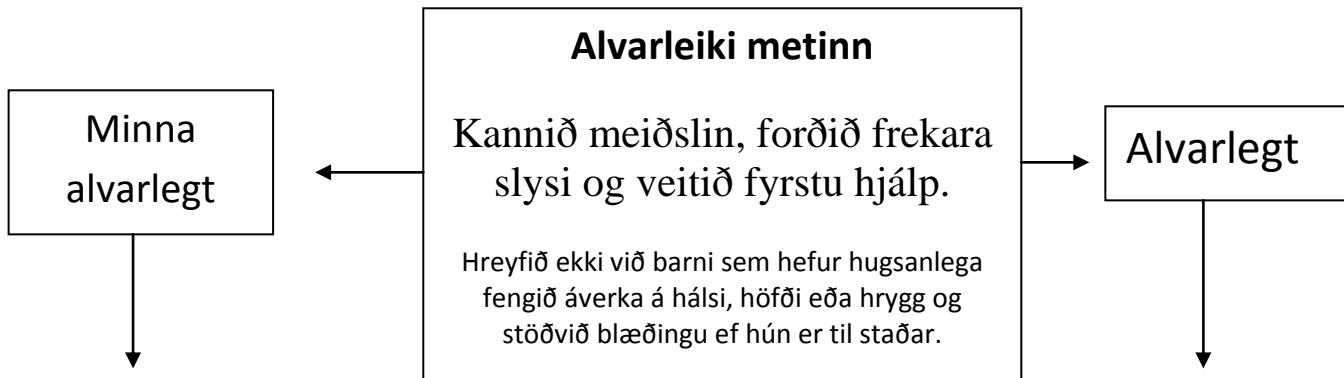 Alvarleiki metinn
Minna
alvarlegt
Kannið meiðslin, forðið frekara
slysi og veitið fyrstu hjálp.
Hreyfið ekki við barni sem hefur hugsanlega
fengið áverka á hálsi, höfði eða hrygg og
stöðvið blæðingu ef hún er til staðar.
Alvarlegt